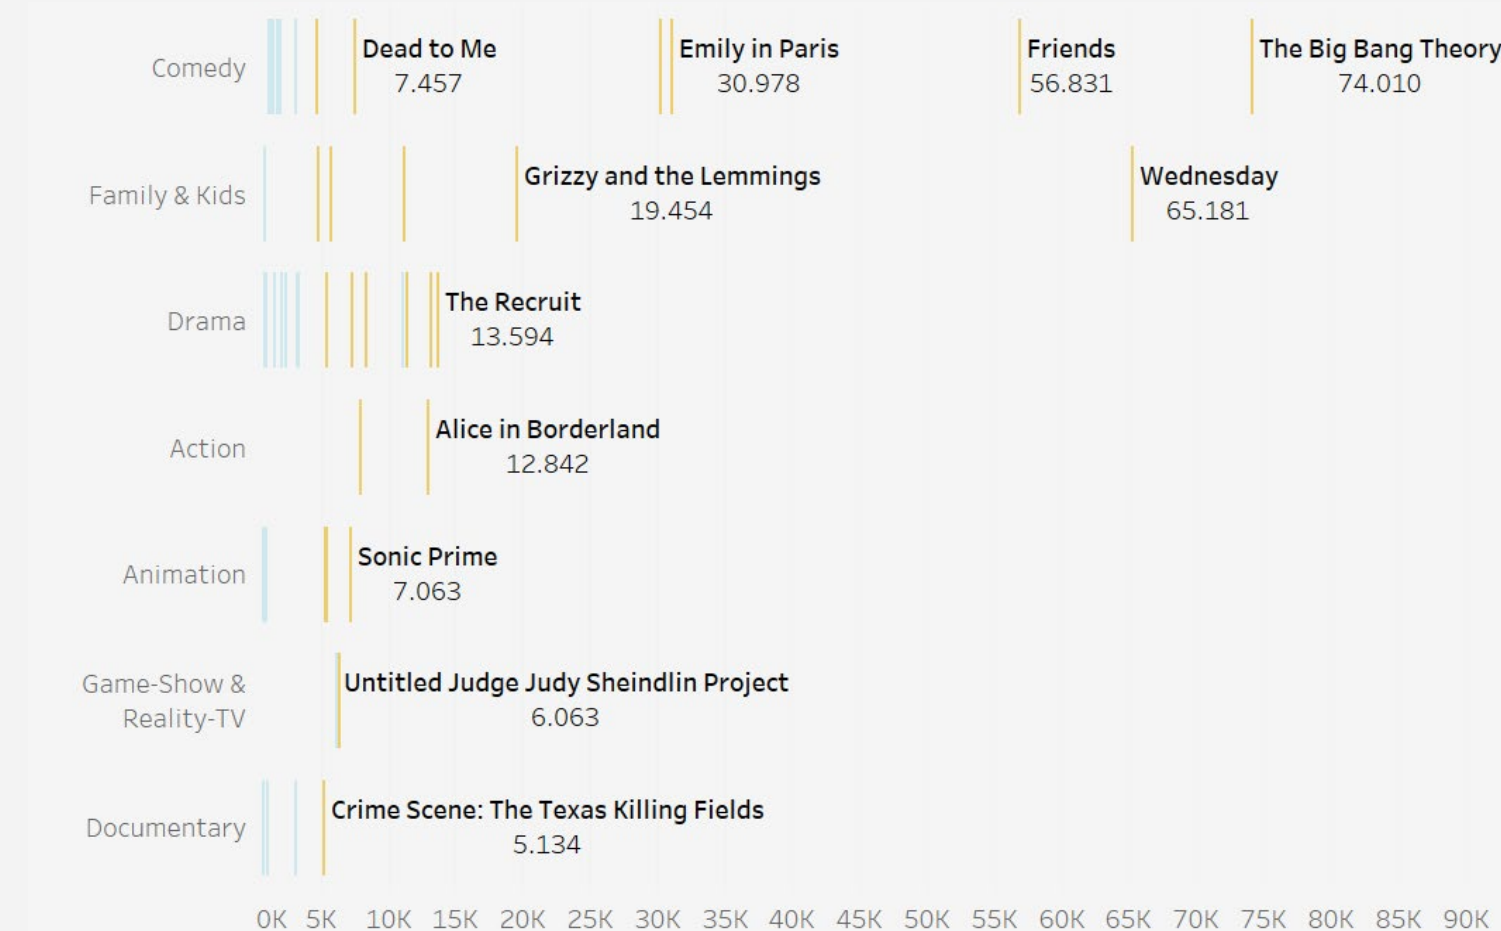 Comedy
Dead to Me
7.457
Emily in Paris
30.978
Friends
56.831
The Big Bang Theory
74.010
Family & Kids
Grizzy and the Lemmings
19.454
Wednesday
65.181
Drama
The Recruit
13.594
Action
Alice in Borderland
12.842
Animation
Sonic Prime
7.063
Game-Show &
Reality-TV
Untitled Judge Judy Sheindlin Project
6.063
Documentary
Crime Scene: The Texas Killing Fields
5.134
0K 5K 10K 15K 20K 25K 30K 35K 40K 45K 50K 55K 60K 65K 70K 75K 80K 85K 90K